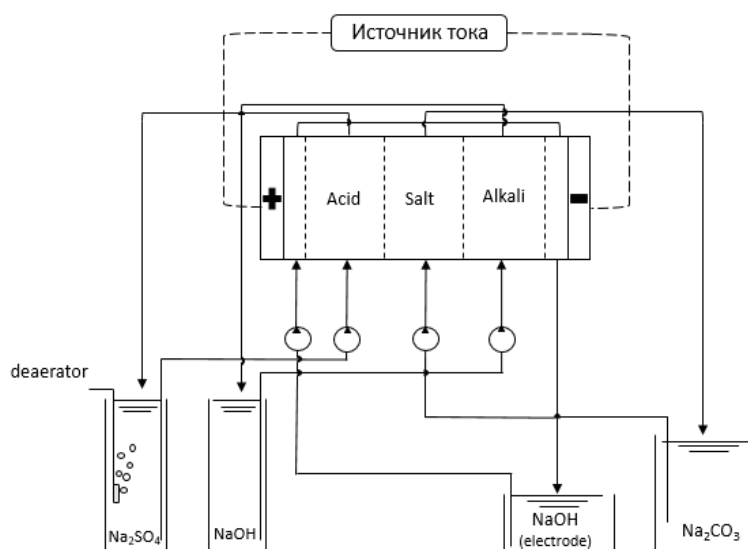 Источник тока
Acid
Salt
Alkali
deaerator
Na₂SO₄
NaOH
NaOH
(electrode)
Na₂CO₃